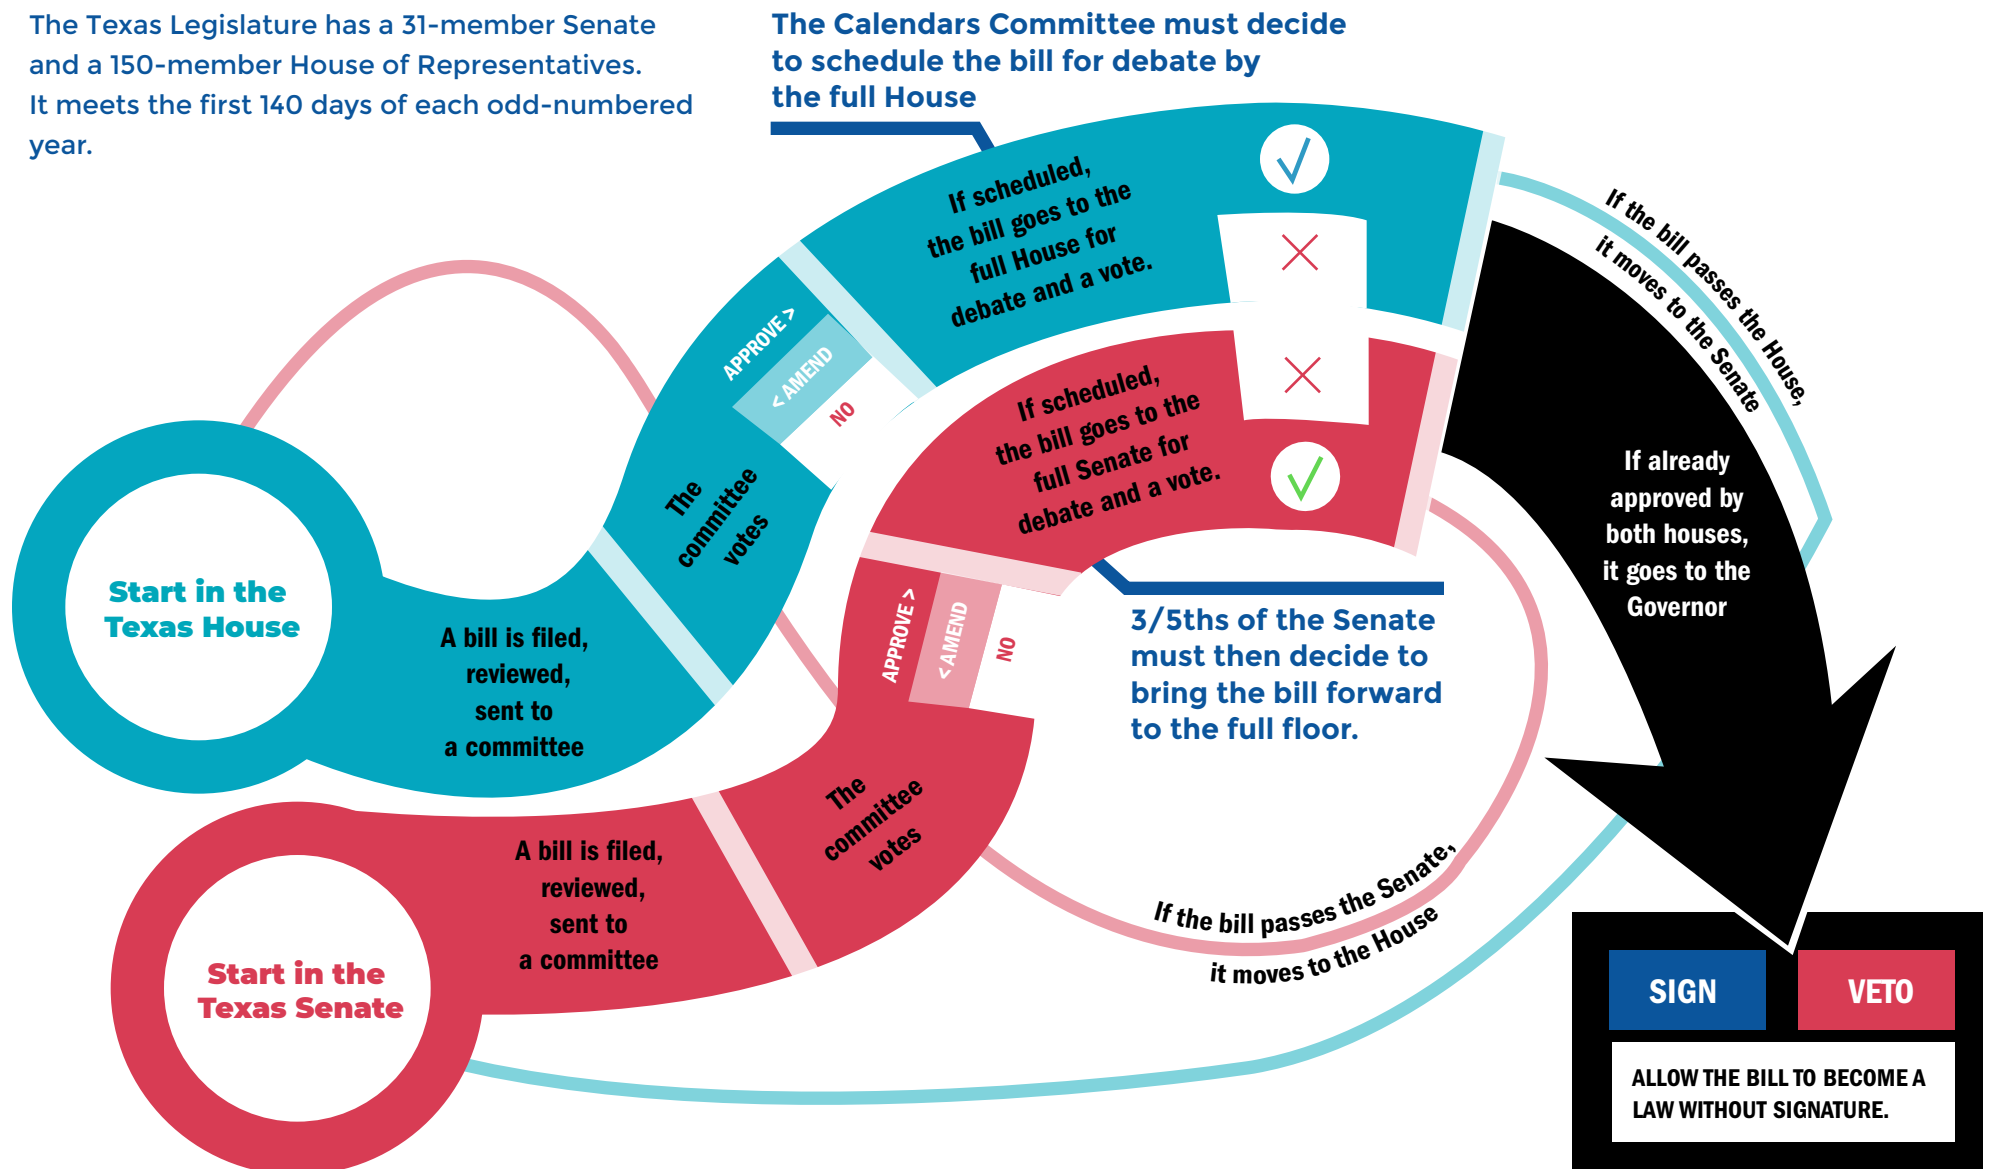 The Texas Legislature has a 31-member Senate
and a 150-member House of Representatives.
It meets the first 140 days of each odd-numbered
year.
The Calendars Committee must decide
to schedule the bill for debate by
the full House
If scheduled,
the bill goes to the
full House for
debate and a vote.
If the bill passes the House,
it moves to the Senate
APPROVE >
< AMEND
NO
The
committee
votes
If scheduled,
the bill goes to the
full Senate for
debate and a vote.
If already
approved by
both houses,
it goes to the
Governor
Start in the
Texas House
A bill is filed,
reviewed,
sent to
a committee
APPROVE >
< AMEND
NO
3/5ths of the Senate
must then decide to
bring the bill forward
to the full floor.
The
committee
votes
A bill is filed,
reviewed,
sent to
a committee
If the bill passes the Senate,
it moves to the House
Start in the
Texas Senate
SIGN
VETO
ALLOW THE BILL TO BECOME A
LAW WITHOUT SIGNATURE.